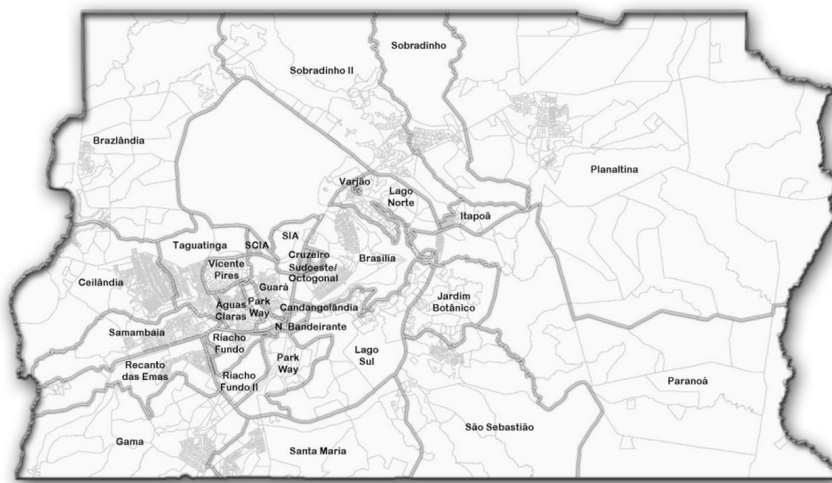 Sobradinho
Sobradinho II
Brazlândia
Planaltina
Varjão
Lago
Norte
Itapoã
SIA
Taguatinga
SCIA
Cruzeiro
Brasilia
Vicente
Pires
Sudoeste/
Octogonal
Ceilândia
Guará
Jardim
Botânico
Águas
Claras
Park
Way
Candangolândia
N. Bandeirante
Samambaia
Riacho
Fundo
Lago
Sul
Park
Way
Recanto
das Emas
Riacho
Fundo II
Paranoá
São Sebastião
Gama
Santa Maria